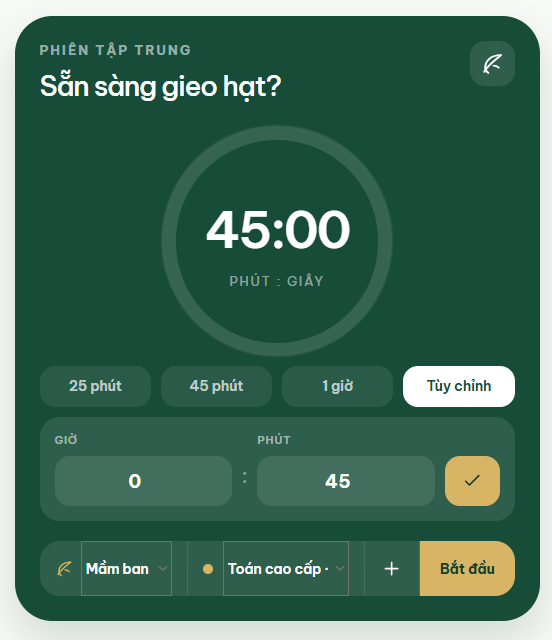 PHIÊN TẬP TRUNG
Sẵn sàng gieo hạt?
45:00
PHÚT : GIÂY
25 phút
45 phút
1 giờ
Tùy chỉnh
GIỜ
PHÚT
0 : 45
Mầm ban
Toán cao cấp ·
+
Bắt đầu